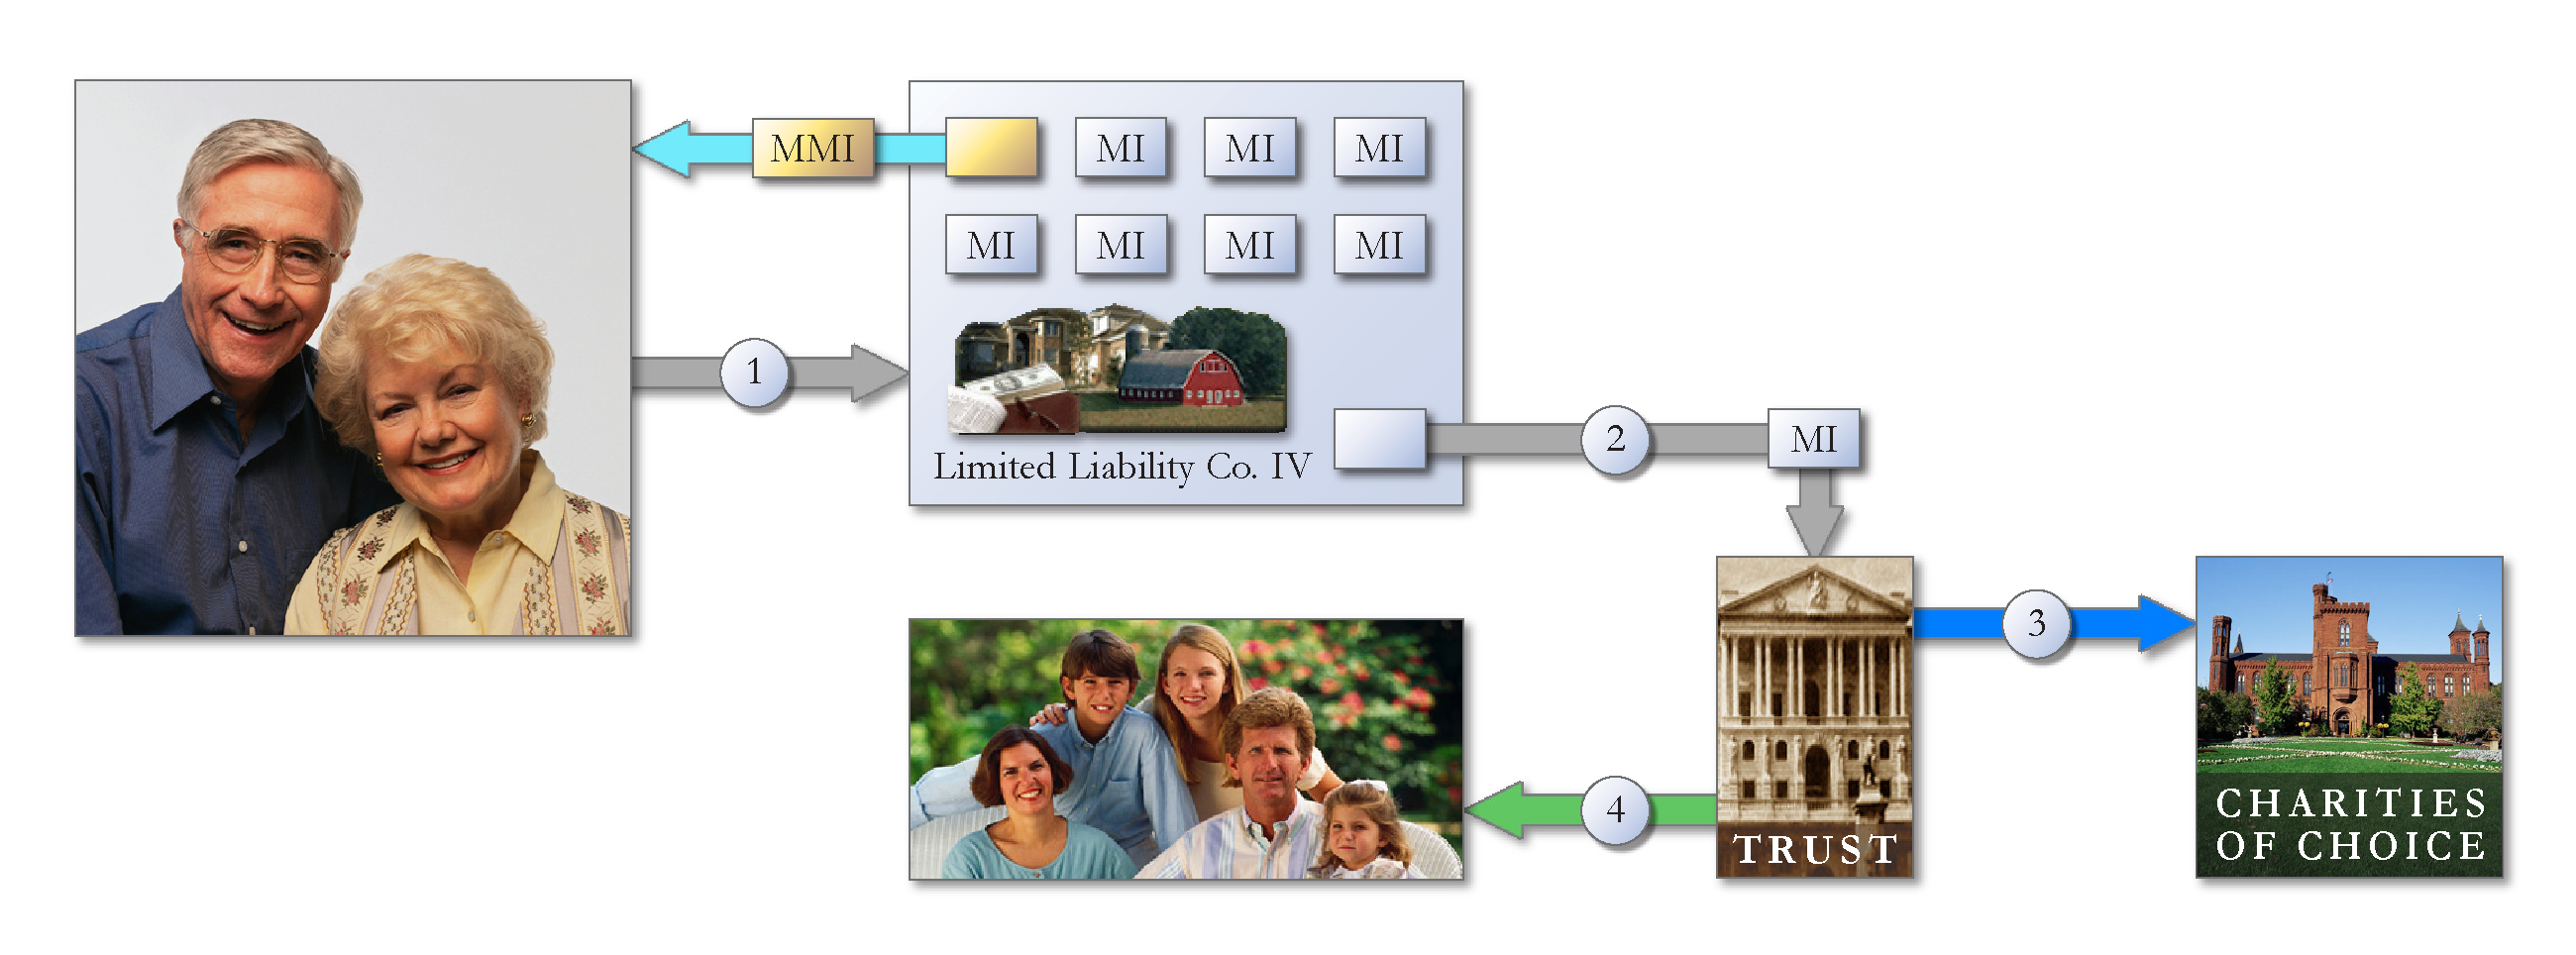 MMI
MI MI MI
MI MI MI MI
1
Limited Liability Co. IV
2
MI
3
4
TRUST
CHARITIES
OF CHOICE